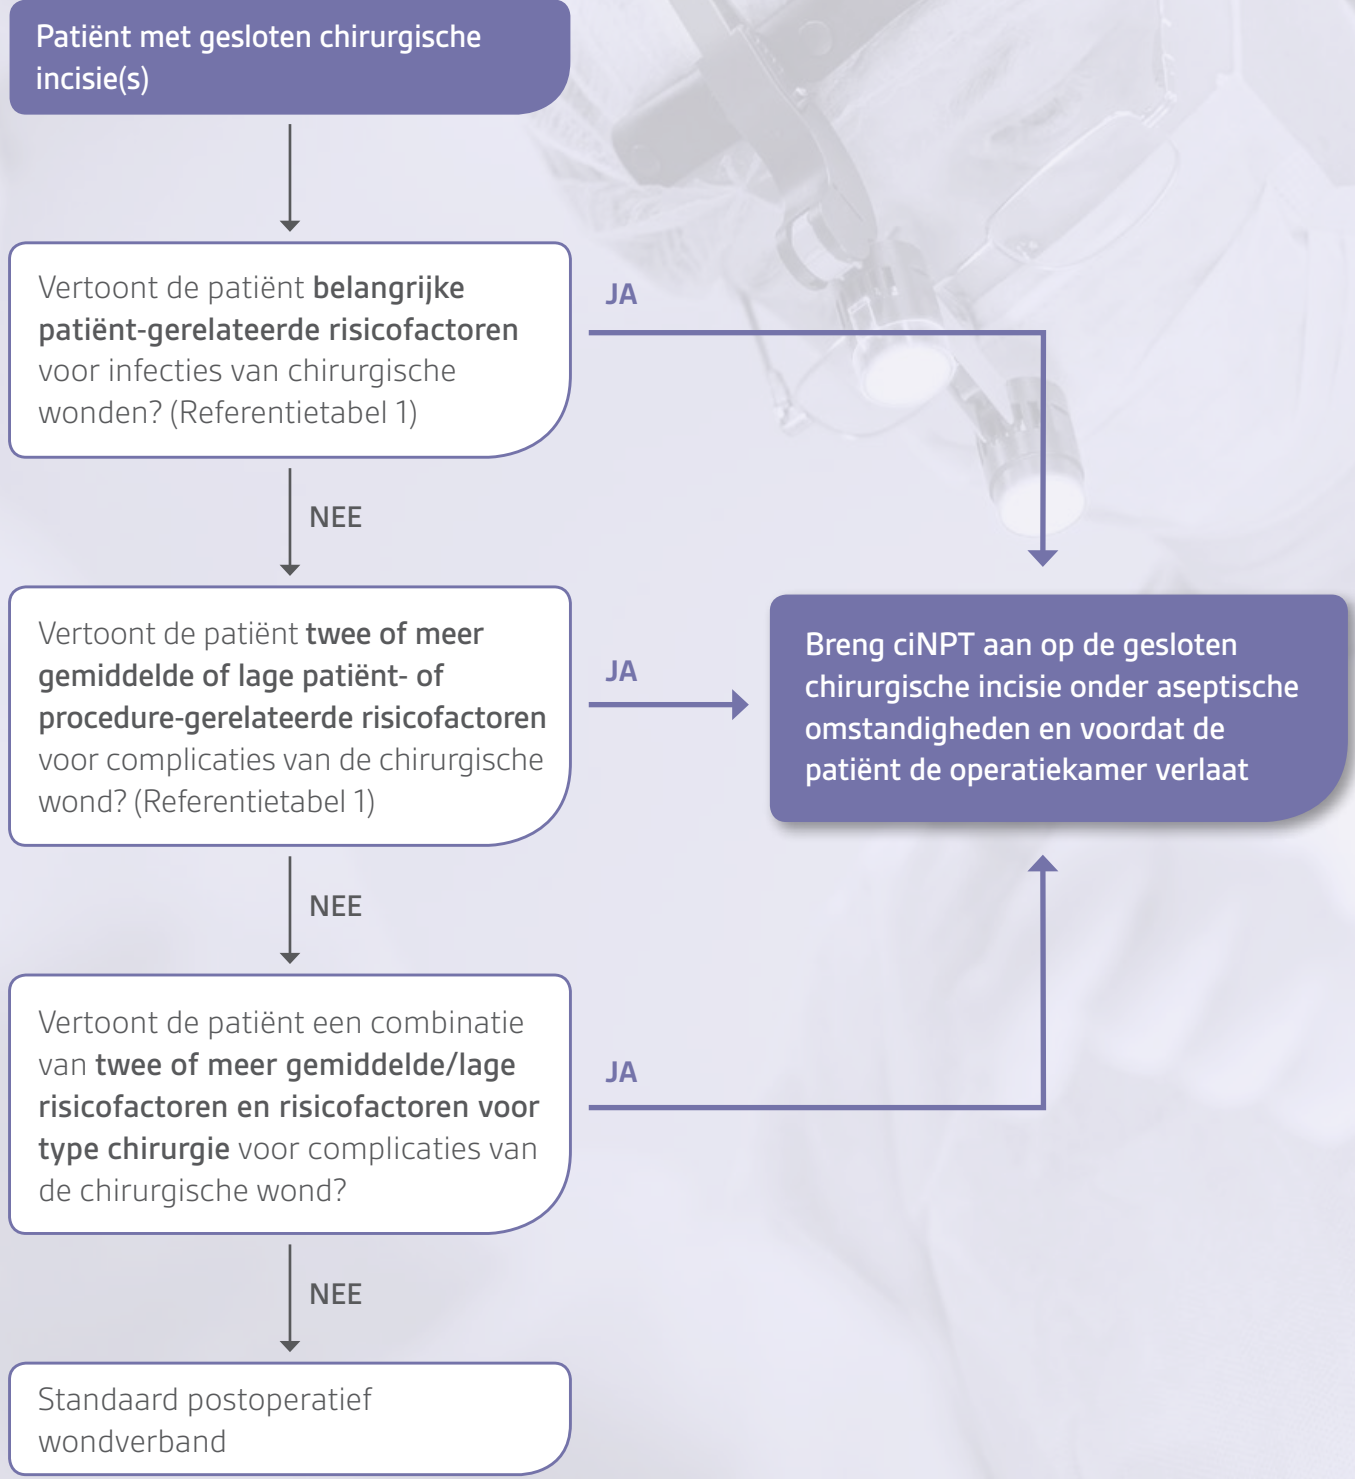 Patiënt met gesloten chirurgische
incisie(s)
Vertoont de patiënt belangrijke
patiënt-gerelateerde risicofactoren
voor infecties van chirurgische
wonden? (Referentietabel 1)
JA
NEE
Vertoont de patiënt twee of meer
gemiddelde of lage patiënt- of
procedure-gerelateerde risicofactoren
voor complicaties van de chirurgische
wond? (Referentietabel 1)
JA
Breng ciNPT aan op de gesloten
chirurgische incisie onder aseptische
omstandigheden en voordat de
patiënt de operatiekamer verlaat
NEE
Vertoont de patiënt een combinatie
van twee of meer gemiddelde/lage
risicofactoren en risicofactoren voor
type chirurgie voor complicaties van
de chirurgische wond?
JA
NEE
Standaard postoperatief
wondverband